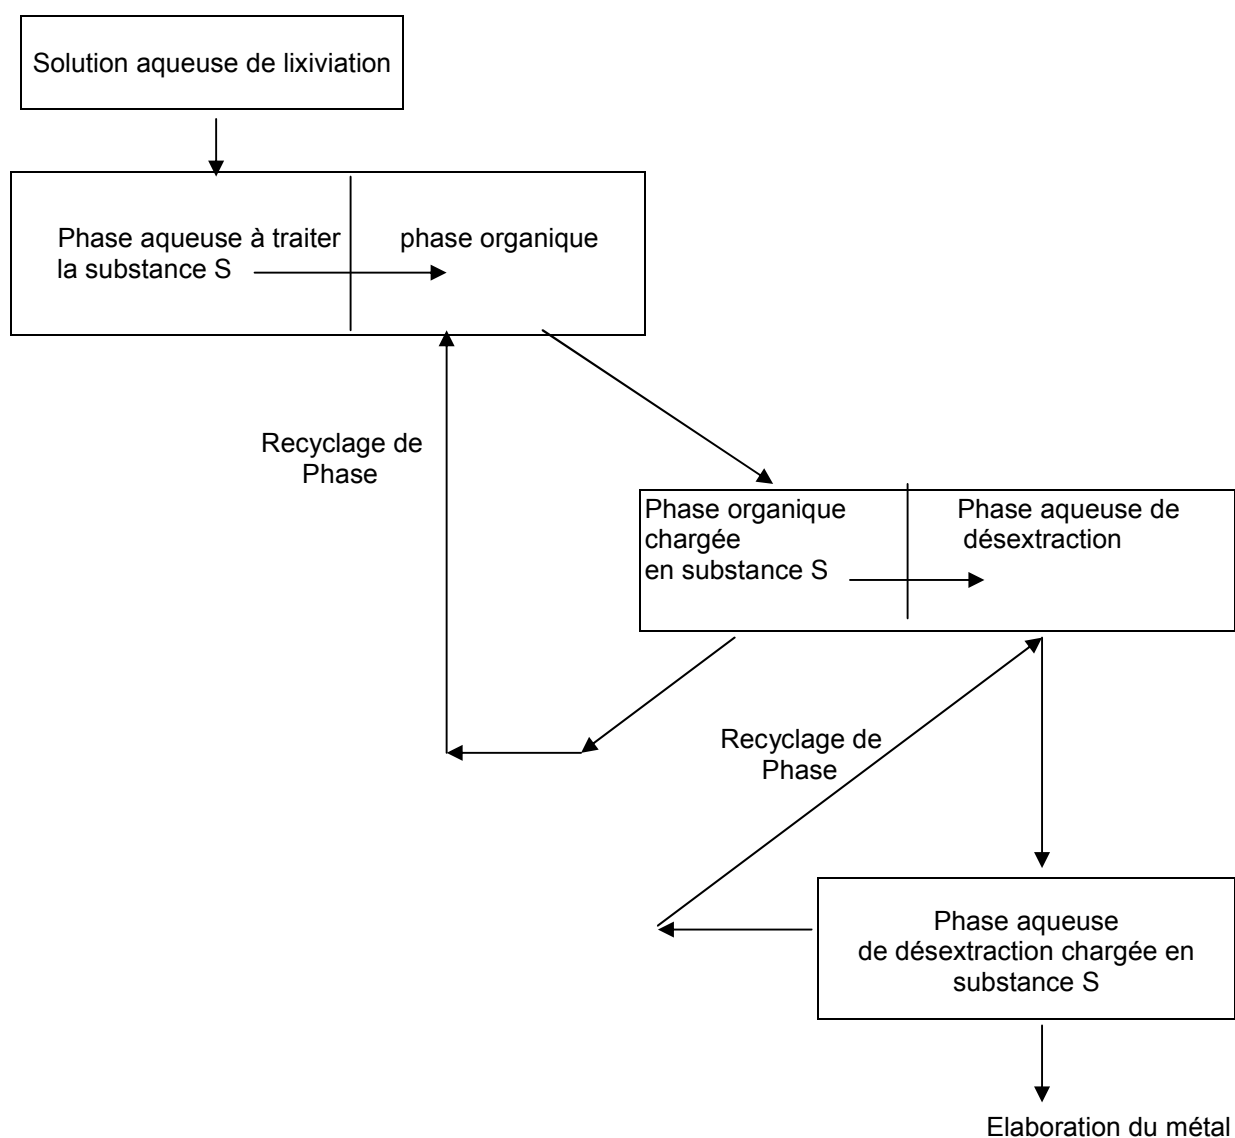 Solution aqueuse de lixiviation
Phase aqueuse à traiter
la substance S
phase organique
Recyclage de
Phase
Phase organique
chargée
en substance S
Phase aqueuse de
désextraction
Recyclage de
Phase
Phase aqueuse
de désextraction chargée en
substance S
Elaboration du métal